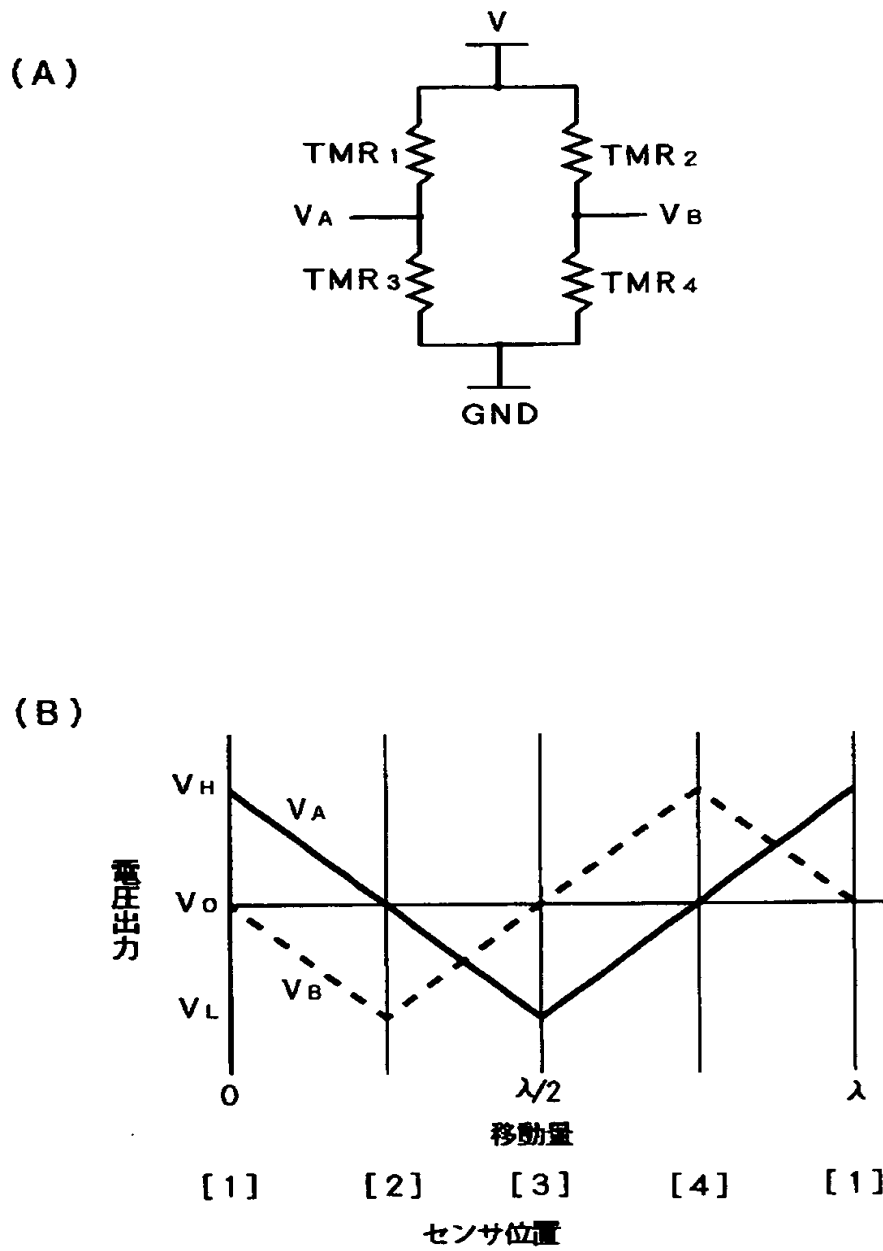 (A)
V
TMR1
TMR2
VA
VB
TMR3
TMR4
GND
(B)
VH
VA
電圧出力
V0
VB
VL
0
λ/2
λ
移動量
[1]
[2]
[3]
[4]
[1]
センサ位置